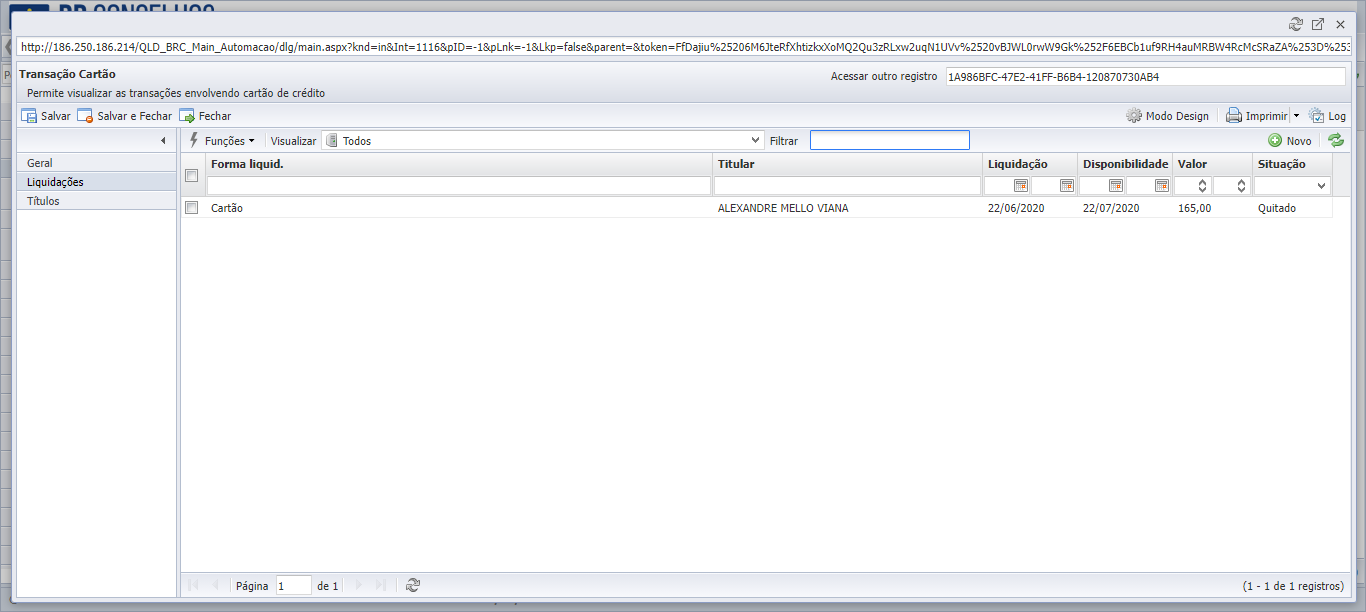 BR CONSELHOS
http://186.250.186.214/QLD_BRC_Main_Automacao/dlg/main.aspx?knd=in&Int=1116&pID=-1&pLnk=-1&Lkp=false&parent=&token=FfDajiu%25206M6JteRfXhtizkxXoMQ2Qu3zRLxw2uqN1UVv%2520vBJWL0rwW9Gk%252F6EBCb1uf9RH4auMRBW4RcMcSRaZA%253D%253
Transação Cartão
Acessar outro registro 1A986BFC-47E2-41FF-B6B4-120870730AB4
Permite visualizar as transações envolvendo cartão de crédito
Salvar Salvar e Fechar Fechar Modo Design Imprimir Log
Funções Visualizar Todos Filtrar Novo
Geral
Liquidações
Títulos
Forma liquid. Titular Liquidação Disponibilidade Valor Situação
Cartão ALEXANDRE MELLO VIANA 22/06/2020 22/07/2020 165,00 Quitado
Página 1 de 1 (1 - 1 de 1 registros)